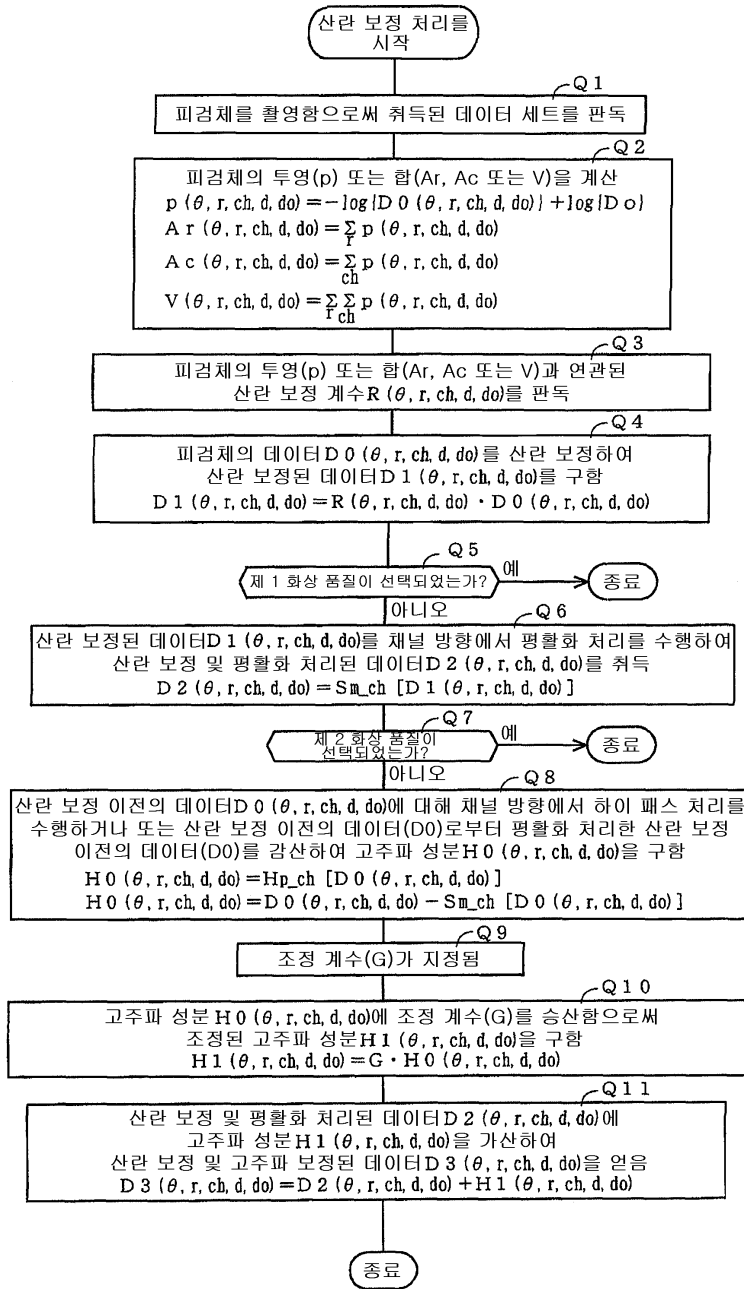 산란 보정 처리를
시작
Q1
피검체를 촬영함으로써 취득된 데이터 세트를 판독
Q2
피검체의 투영(p) 또는 합(Ar, Ac 또는 V)을 계산
p (θ, r, ch, d, do) = −log{D0 (θ, r, ch, d, do)} + log{Do}
Ar (θ, r, ch, d, do) = Σr p (θ, r, ch, d, do)
Ac (θ, r, ch, d, do) = Σch p (θ, r, ch, d, do)
V (θ, r, ch, d, do) = Σr Σch p (θ, r, ch, d, do)
Q3
피검체의 투영(p) 또는 합(Ar, Ac 또는 V)과 연관된
산란 보정 계수R (θ, r, ch, d, do)를 판독
Q4
피검체의 데이터D0 (θ, r, ch, d, do)를 산란 보정하여
산란 보정된 데이터D1 (θ, r, ch, d, do)를 구함
D1 (θ, r, ch, d, do) = R (θ, r, ch, d, do) · D0 (θ, r, ch, d, do)
Q5
제 1 화상 품질이 선택되었는가?
예
종료
아니오
Q6
산란 보정된 데이터D1 (θ, r, ch, d, do)를 채널 방향에서 평활화 처리를 수행하여
산란 보정 및 평활화 처리된 데이터D2 (θ, r, ch, d, do)를 취득
D2 (θ, r, ch, d, do) = Sm_ch [D1 (θ, r, ch, d, do)]
Q7
제 2 화상 품질이
선택되었는가?
예
종료
아니오
Q8
산란 보정 이전의 데이터D0 (θ, r, ch, d, do)에 대해 채널 방향에서 하이 패스 처리를
수행하거나 또는 산란 보정 이전의 데이터(D0)로부터 평활화 처리한 산란 보정
이전의 데이터(D0)를 감산하여 고주파 성분H0 (θ, r, ch, d, do)을 구함
H0 (θ, r, ch, d, do) = Hp_ch [D0 (θ, r, ch, d, do)]
H0 (θ, r, ch, d, do) = D0 (θ, r, ch, d, do) − Sm_ch [D0 (θ, r, ch, d, do)]
Q9
조정 계수(G)가 지정됨
Q10
고주파 성분H0 (θ, r, ch, d, do)에 조정 계수(G)를 승산함으로써
조정된 고주파 성분H1 (θ, r, ch, d, do)을 구함
H1 (θ, r, ch, d, do) = G · H0 (θ, r, ch, d, do)
Q11
산란 보정 및 평활화 처리된 데이터D2 (θ, r, ch, d, do)에
고주파 성분H1 (θ, r, ch, d, do)을 가산하여
산란 보정 및 고주파 보정된 데이터D3 (θ, r, ch, d, do)을 얻음
D3 (θ, r, ch, d, do) = D2 (θ, r, ch, d, do) + H1 (θ, r, ch, d, do)
종료